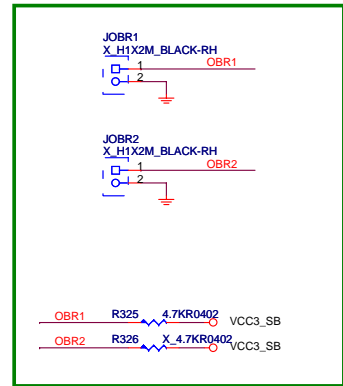 JOBR1
X_H1X2M_BLACK-RH
1 OBR1
2
JOBR2
X_H1X2M_BLACK-RH
1 OBR2
2
OBR1 R325 4.7KR0402 VCC3_SB
OBR2 R326 X_4.7KR0402 VCC3_SB